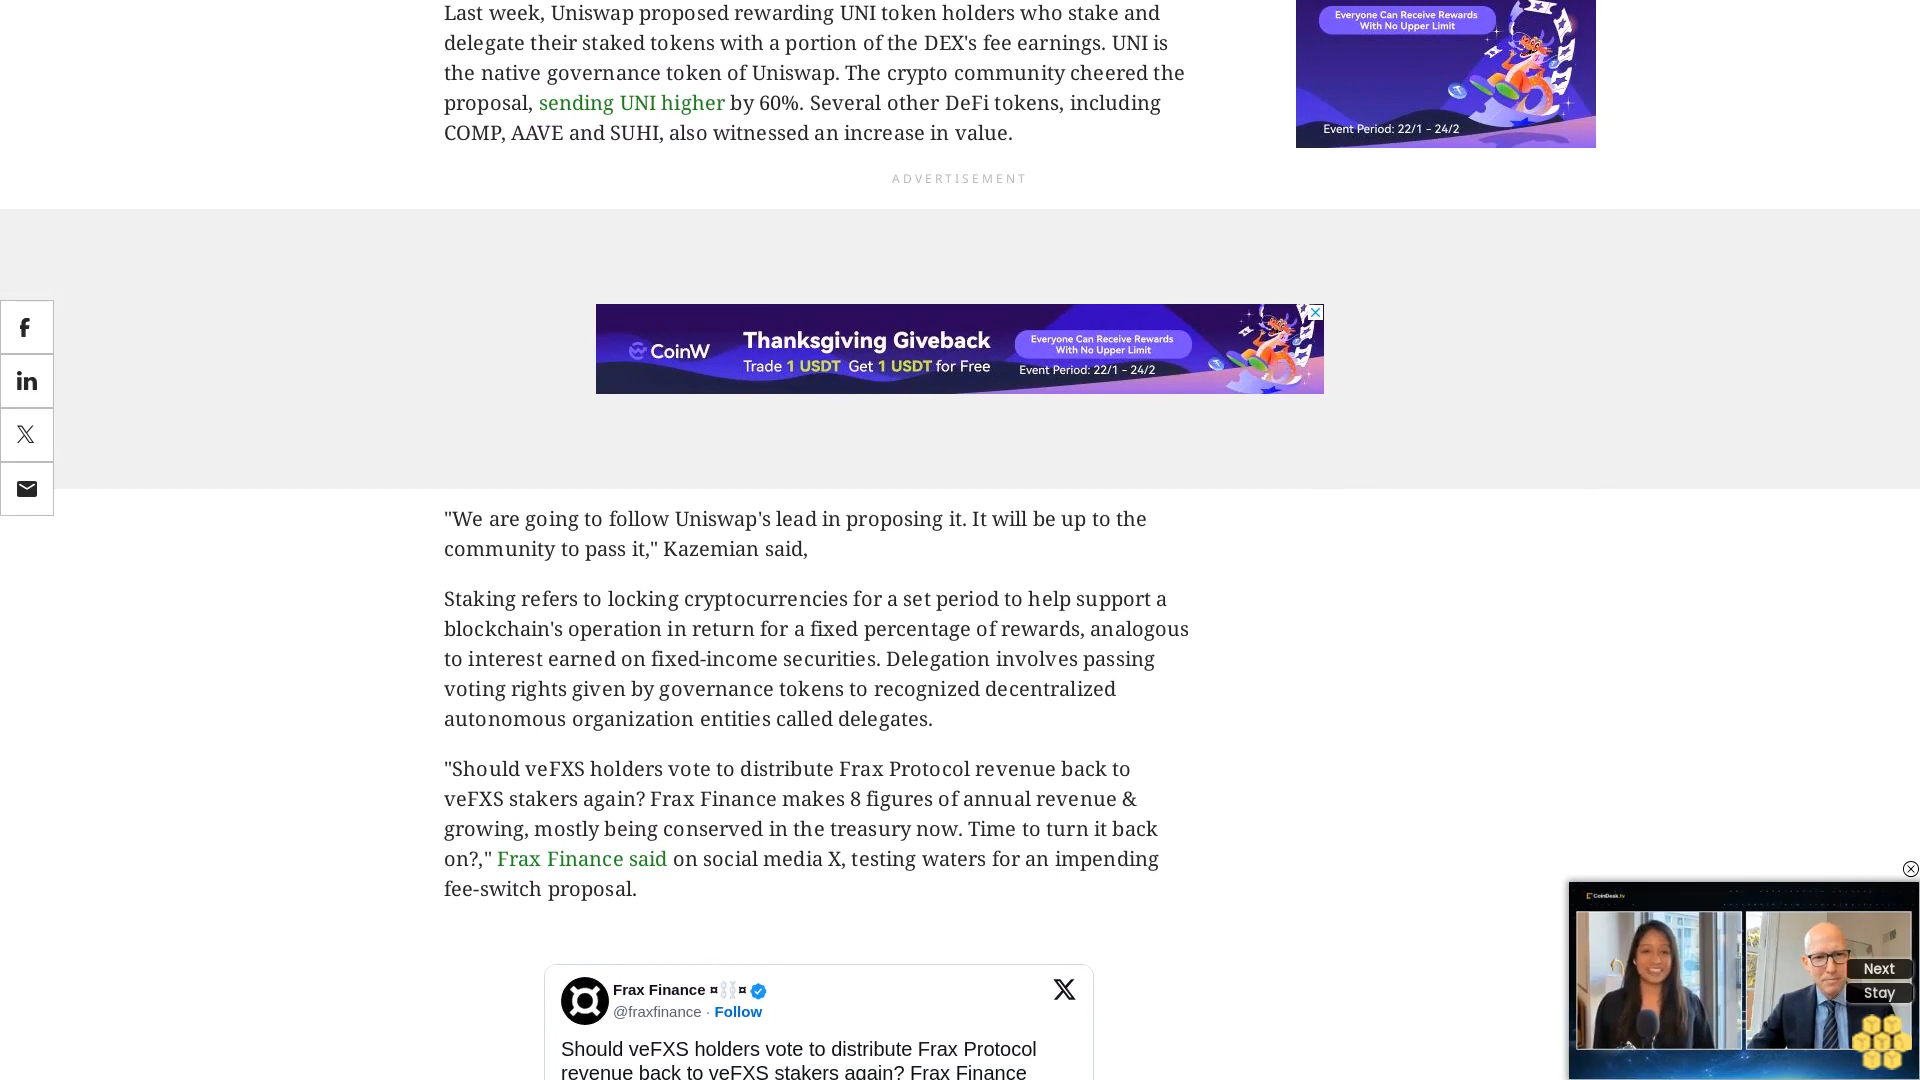 Last week, Uniswap proposed rewarding UNI token holders who stake and
delegate their staked tokens with a portion of the DEX's fee earnings. UNI is
the native governance token of Uniswap. The crypto community cheered the
proposal, sending UNI higher by 60%. Several other DeFi tokens, including
COMP, AAVE and SUHI, also witnessed an increase in value.
Everyone Can Receive Rewards
With No Upper Limit
Event Period: 22/1 - 24/2
ADVERTISEMENT
CoinW
Thanksgiving Giveback
Trade 1 USDT Get 1 USDT for Free
Everyone Can Receive Rewards
With No Upper Limit
Event Period: 22/1 - 24/2
"We are going to follow Uniswap's lead in proposing it. It will be up to the
community to pass it," Kazemian said,
Staking refers to locking cryptocurrencies for a set period to help support a
blockchain's operation in return for a fixed percentage of rewards, analogous
to interest earned on fixed-income securities. Delegation involves passing
voting rights given by governance tokens to recognized decentralized
autonomous organization entities called delegates.
"Should veFXS holders vote to distribute Frax Protocol revenue back to
veFXS stakers again? Frax Finance makes 8 figures of annual revenue &
growing, mostly being conserved in the treasury now. Time to turn it back
on?," Frax Finance said on social media X, testing waters for an impending
fee-switch proposal.
Frax Finance ¤⛓️¤
@fraxfinance · Follow
Should veFXS holders vote to distribute Frax Protocol
revenue back to veFXS stakers again? Frax Finance
CoinDesk.tv
Next
Stay